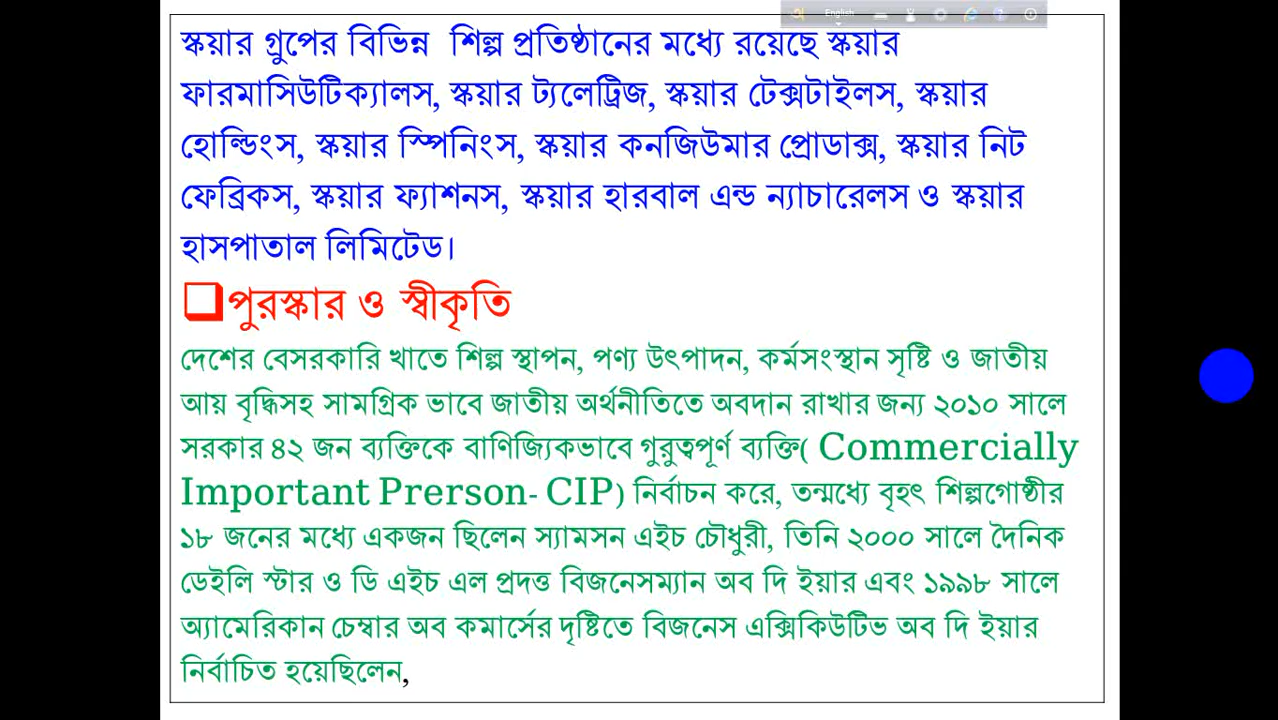 English
স্কয়ার গ্রুপের বিভিন্ন শিল্প প্রতিষ্ঠানের মধ্যে রয়েছে স্কয়ার
ফারমাসিউটিক্যালস, স্কয়ার ট্যলেট্রিজ, স্কয়ার টেক্সটাইলস, স্কয়ার
হোল্ডিংস, স্কয়ার স্পিনিংস, স্কয়ার কনজিউমার প্রোডাক্স, স্কয়ার নিট
ফেব্রিকস, স্কয়ার ফ্যাশনস, স্কয়ার হারবাল এন্ড ন্যাচারেলস ও স্কয়ার
হাসপাতাল লিমিটেড।
❑পুরস্কার ও স্বীকৃতি
দেশের বেসরকারি খাতে শিল্প স্থাপন, পণ্য উৎপাদন, কর্মসংস্থান সৃষ্টি ও জাতীয়
আয় বৃদ্ধিসহ সামগ্রিক ভাবে জাতীয় অর্থনীতিতে অবদান রাখার জন্য ২০১০ সালে
সরকার ৪২ জন ব্যক্তিকে বাণিজ্যিকভাবে গুরুত্বপূর্ণ ব্যক্তি( Commercially
Important Prerson- CIP) নির্বাচন করে, তন্মধ্যে বৃহৎ শিল্পগোষ্ঠীর
১৮ জনের মধ্যে একজন ছিলেন স্যামসন এইচ চৌধুরী, তিনি ২০০০ সালে দৈনিক
ডেইলি স্টার ও ডি এইচ এল প্রদত্ত বিজনেসম্যান অব দি ইয়ার এবং ১৯৯৮ সালে
অ্যামেরিকান চেম্বার অব কমার্সের দৃষ্টিতে বিজনেস এক্সিকিউটিভ অব দি ইয়ার
নির্বাচিত হয়েছিলেন,